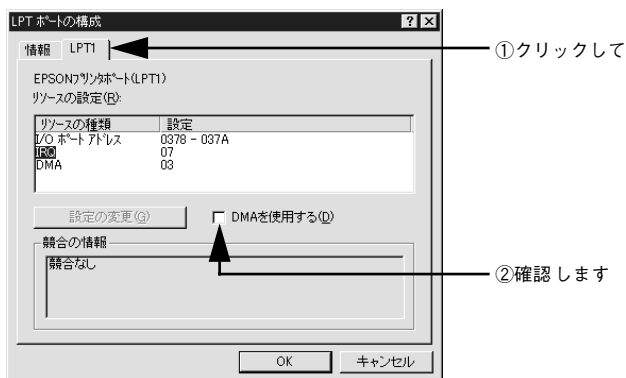 LPT ポートの構成
情報 LPT1
①クリックして
EPSONプリンタポート(LPT1)
リソースの設定(R):
リソースの種類 設定
I/O ポート アドレス 0378 - 037A
IRQ 07
DMA 03
設定の変更(G) DMAを使用する(D)
競合の情報
競合なし
②確認します
OK キャンセル